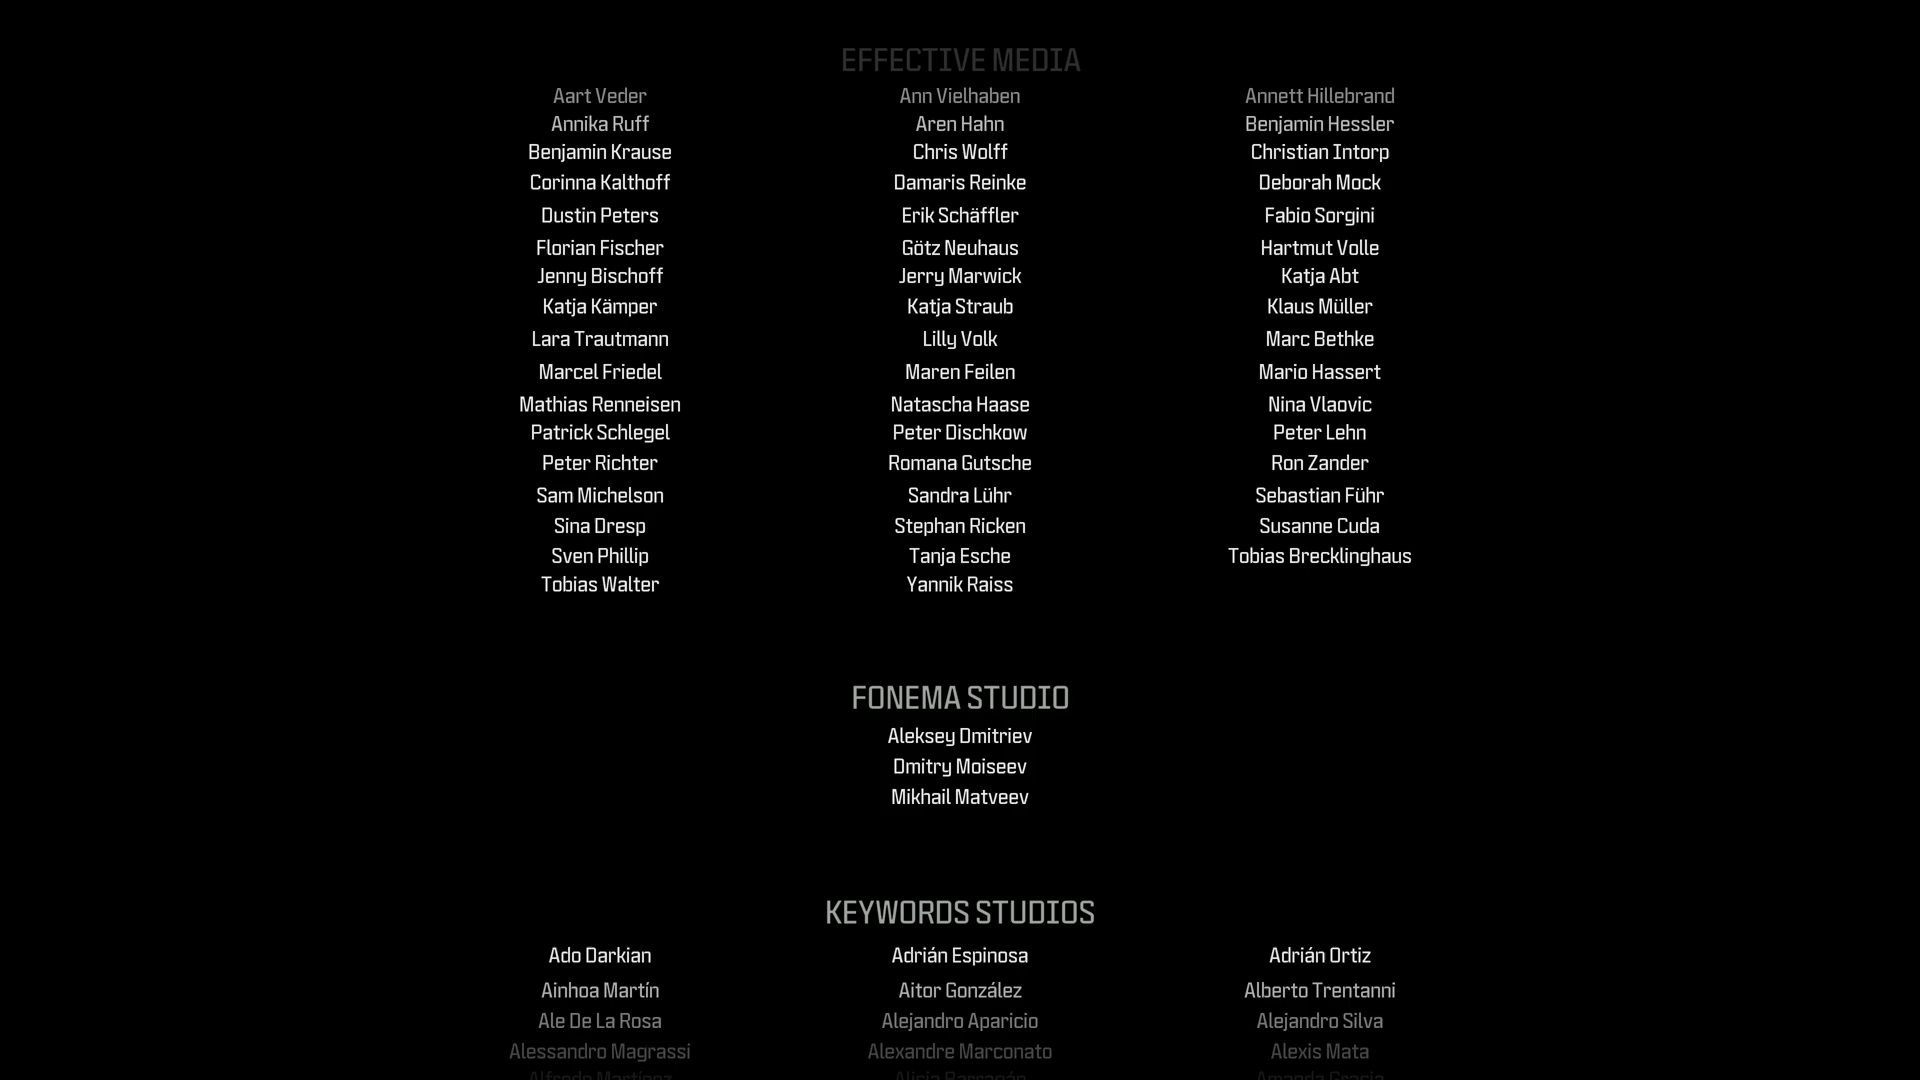 EFFECTIVE MEDIA
Aart Veder Ann Vielhaben Annett Hillebrand
Annika Ruff Aren Hahn Benjamin Hessler
Benjamin Krause Chris Wolff Christian Intorp
Corinna Kalthoff Damaris Reinke Deborah Mock
Dustin Peters Erik Schäffler Fabio Sorgini
Florian Fischer Götz Neuhaus Hartmut Volle
Jenny Bischoff Jerry Marwick Katja Abt
Katja Kämper Katja Straub Klaus Müller
Lara Trautmann Lilly Volk Marc Bethke
Marcel Friedel Maren Feilen Mario Hassert
Mathias Renneisen Natascha Haase Nina Vlaovic
Patrick Schlegel Peter Dischkow Peter Lehn
Peter Richter Romana Gutsche Ron Zander
Sam Michelson Sandra Lühr Sebastian Führ
Sina Dresp Stephan Ricken Susanne Cuda
Sven Phillip Tanja Esche Tobias Brecklinghaus
Tobias Walter Yannik Raiss
FONEMA STUDIO
Aleksey Dmitriev
Dmitry Moiseev
Mikhail Matveev
KEYWORDS STUDIOS
Ado Darkian Adrián Espinosa Adrián Ortiz
Ainhoa Martín Aitor González Alberto Trentanni
Ale De La Rosa Alejandro Aparicio Alejandro Silva
Alessandro Magrassi Alexandre Marconato Alexis Mata